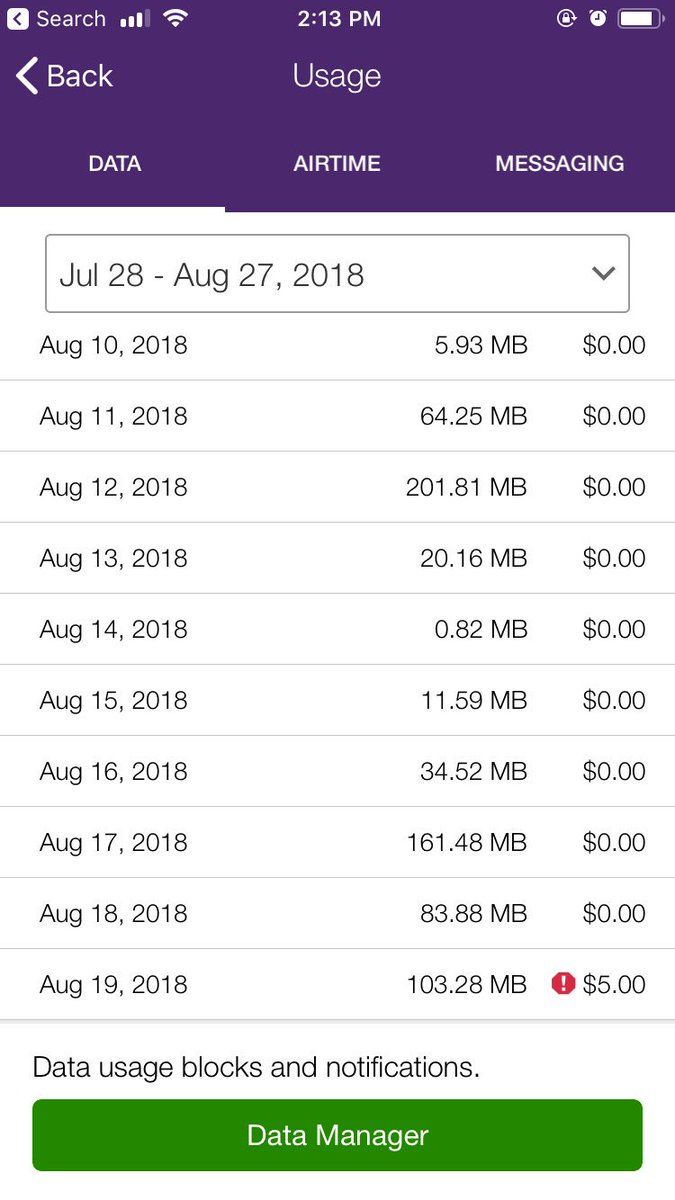 Search 2:13 PM
Back Usage
DATA AIRTIME MESSAGING
Jul 28 - Aug 27, 2018
Aug 10, 2018 5.93 MB $0.00
Aug 11, 2018 64.25 MB $0.00
Aug 12, 2018 201.81 MB $0.00
Aug 13, 2018 20.16 MB $0.00
Aug 14, 2018 0.82 MB $0.00
Aug 15, 2018 11.59 MB $0.00
Aug 16, 2018 34.52 MB $0.00
Aug 17, 2018 161.48 MB $0.00
Aug 18, 2018 83.88 MB $0.00
Aug 19, 2018 103.28 MB ! $5.00
Data usage blocks and notifications.
Data Manager